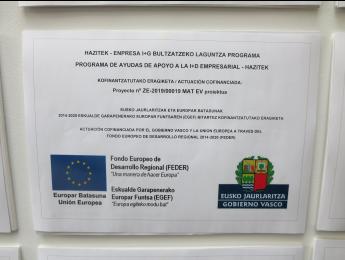 HAZITEK - ENPRESA I+G BULTZATZEKO LAGUNTZA PROGRAMA
PROGRAMA DE AYUDAS DE APOYO A LA I+D EMPRESARIAL - HAZITEK
KOFINANTZATUTAKO ERAGIKETA / ACTUACIÓN COFINANCIADA:
Proyecto nº ZE-2019/00019 MAT EV proiektua
EUSKO JAURLARITZAK ETA EUROPAR BATASUNAK
2014-2020 ESKUALDE GARAPENERAKO EUROPAR FUNTSAREN (EGEF) BITARTEZ KOFINANTZATUTAKO ERAGIKETA
ACTUACIÓN COFINANCIADA POR EL GOBIERNO VASCO Y LA UNIÓN EUROPEA A TRAVÉS DEL
FONDO EUROPEO DE DESARROLLO REGIONAL 2014-2020 (FEDER)
Fondo Europeo de
Desarrollo Regional (FEDER)
"Una manera de hacer Europa"
Eskualde Garapenerako
Europar Funtsa (EGEF)
"Europa egiteko modu bat"
Europar Batasuna
Unión Europea
EUSKO JAURLARITZA
GOBIERNO VASCO